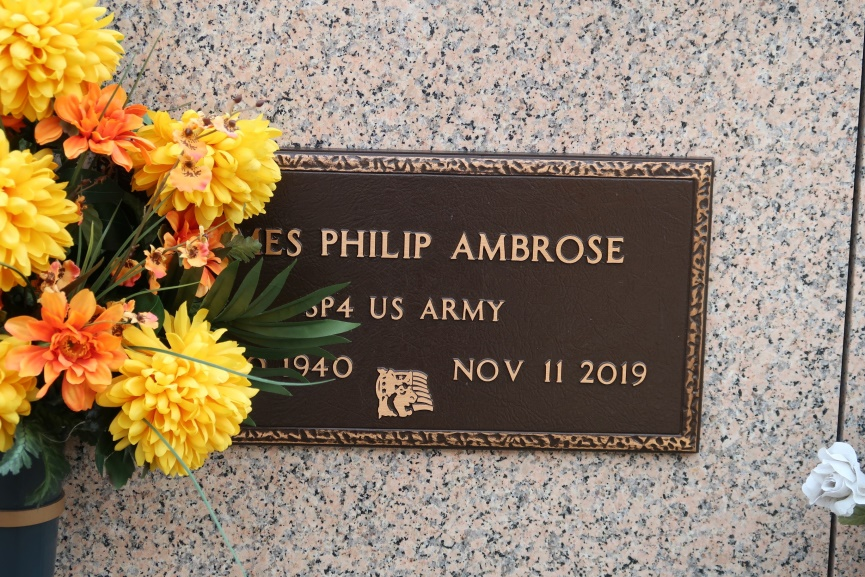 MES PHILIP AMBROSE
SP4 US ARMY
1940 NOV 11 2019